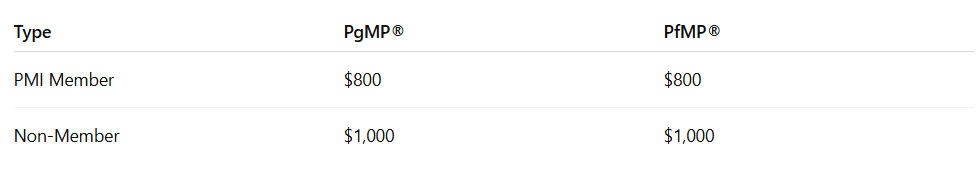 Type PgMP® PfMP®
PMI Member $800 $800
Non-Member $1,000 $1,000